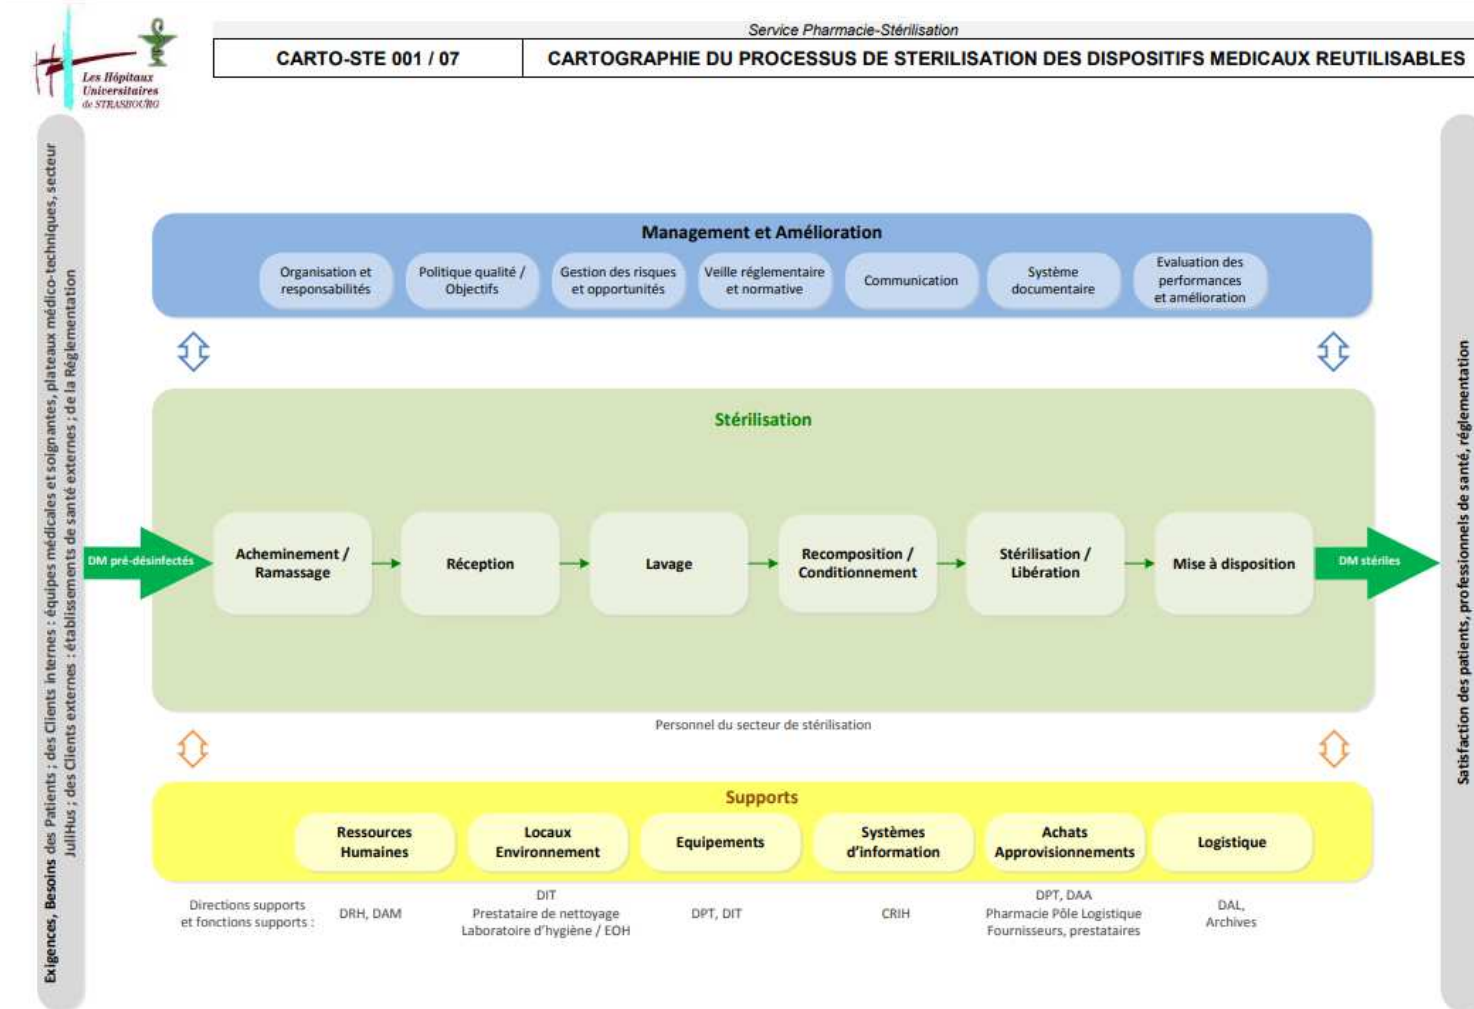 Service Pharmacie-Stérilisation
CARTO-STE 001 / 07
CARTOGRAPHIE DU PROCESSUS DE STERILISATION DES DISPOSITIFS MEDICAUX REUTILISABLES
Les Hôpitaux
Universitaires
de STRASBOURG
Exigences, Besoins des Patients ; des Clients internes : équipes médicales et soignantes, plateaux médico-techniques, secteur
JuliHus ; des Clients externes : établissements de santé externes ; de la Réglementation
Management et Amélioration
Organisation et
responsabilités
Politique qualité /
Objectifs
Gestion des risques
et opportunités
Veille réglementaire
et normative
Communication
Système
documentaire
Evaluation des
performances
et amélioration
Stérilisation
DM pré-désinfectés
Acheminement /
Ramassage
Réception
Lavage
Recomposition /
Conditionnement
Stérilisation /
Libération
Mise à disposition
DM stériles
Personnel du secteur de stérilisation
Supports
Ressources
Humaines
Locaux
Environnement
Equipements
Systèmes
d'information
Achats
Approvisionnements
Logistique
Directions supports
et fonctions supports :
DRH, DAM
DIT
Prestataire de nettoyage
Laboratoire d'hygiène / EOH
DPT, DIT
CRIH
DPT, DAA
Pharmacie Pôle Logistique
Fournisseurs, prestataires
DAL,
Archives
Satisfaction des patients, professionnels de santé, réglementation